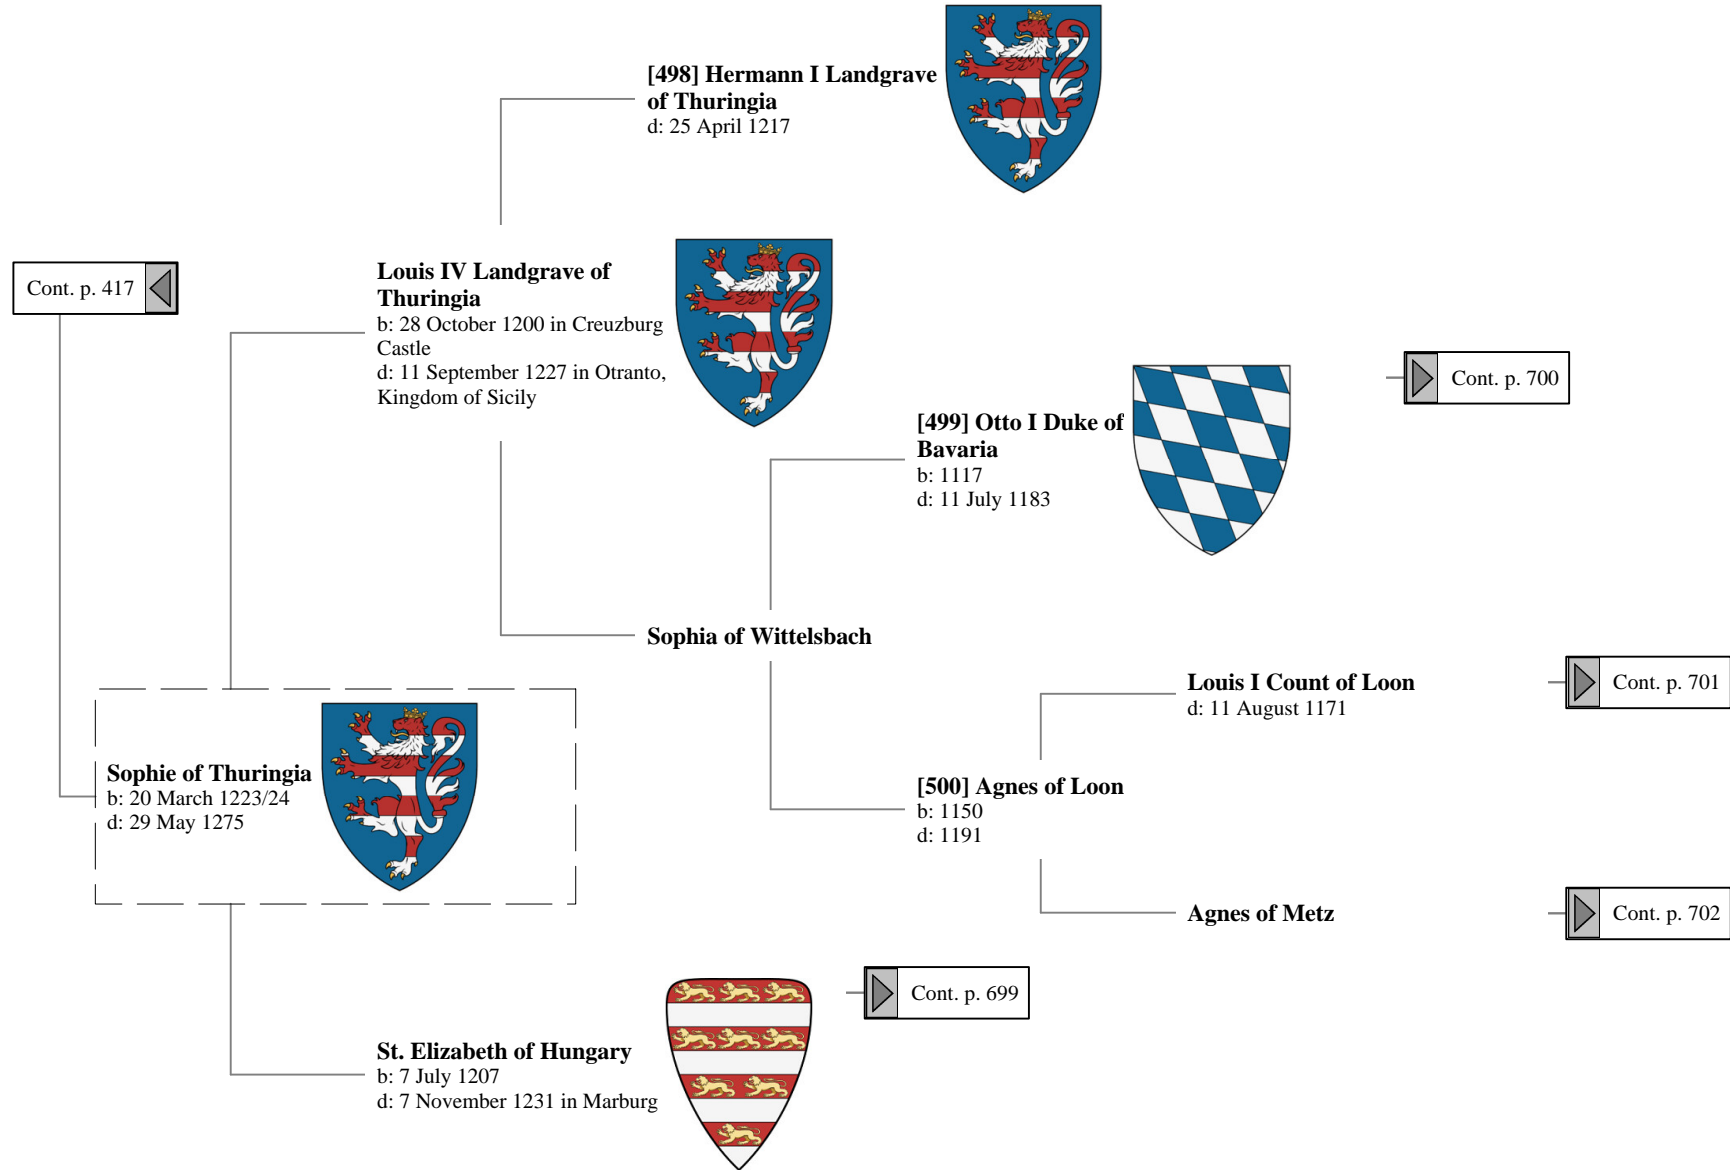 [498] Hermann I Landgrave
of Thuringia
d: 25 April 1217
Cont. p. 417
Louis IV Landgrave of
Thuringia
b: 28 October 1200 in Creuzburg
Castle
d: 11 September 1227 in Otranto,
Kingdom of Sicily
Cont. p. 700
[499] Otto I Duke of
Bavaria
b: 1117
d: 11 July 1183
Sophia of Wittelsbach
Louis I Count of Loon
d: 11 August 1171
Cont. p. 701
Sophie of Thuringia
b: 20 March 1223/24
d: 29 May 1275
[500] Agnes of Loon
b: 1150
d: 1191
Agnes of Metz
Cont. p. 702
Cont. p. 699
St. Elizabeth of Hungary
b: 7 July 1207
d: 7 November 1231 in Marburg